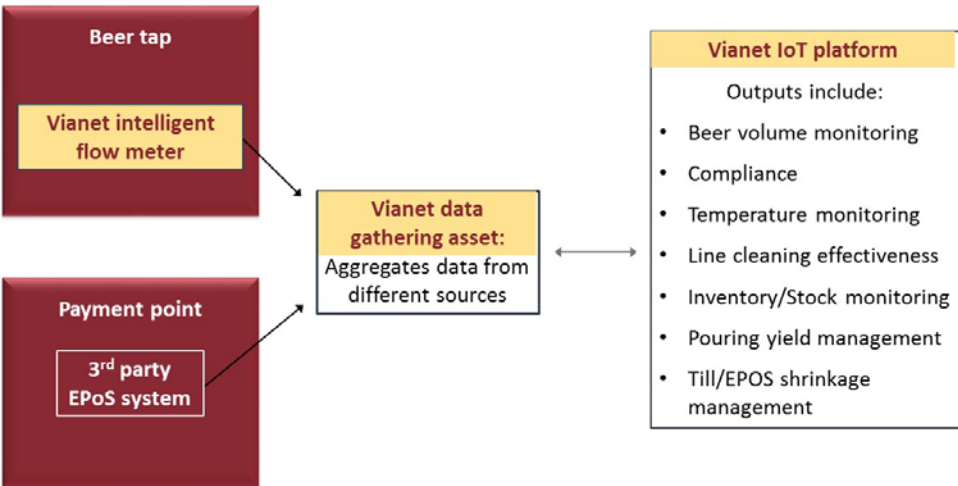 Beer tap
Vianet intelligent
flow meter
Payment point
3rd party
EPoS system
Vianet data
gathering asset:
Aggregates data from
different sources
Vianet IoT platform
Outputs include:
• Beer volume monitoring
• Compliance
• Temperature monitoring
• Line cleaning effectiveness
• Inventory/Stock monitoring
• Pouring yield management
• Till/EPOS shrinkage
management